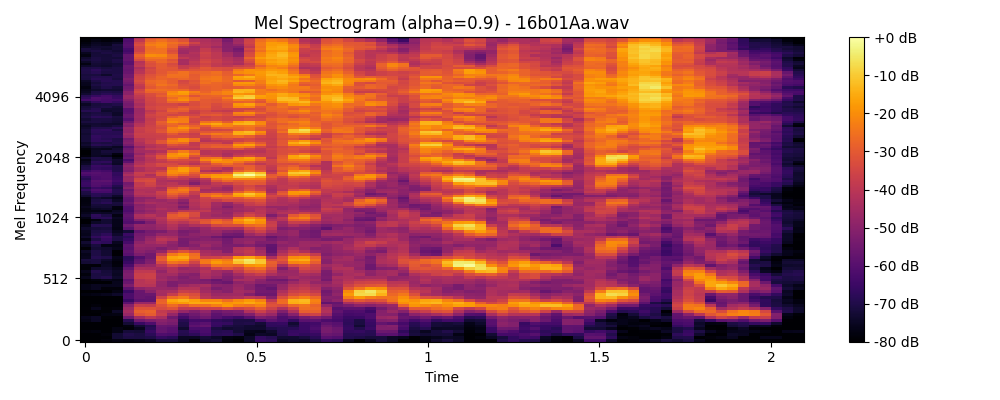 Mel Spectrogram (alpha=0.9) - 16b01Aa.wav
Mel Frequency
4096
2048
1024
512
0
0
0.5
1
1.5
2
Time
+0 dB
-10 dB
-20 dB
-30 dB
-40 dB
-50 dB
-60 dB
-70 dB
-80 dB